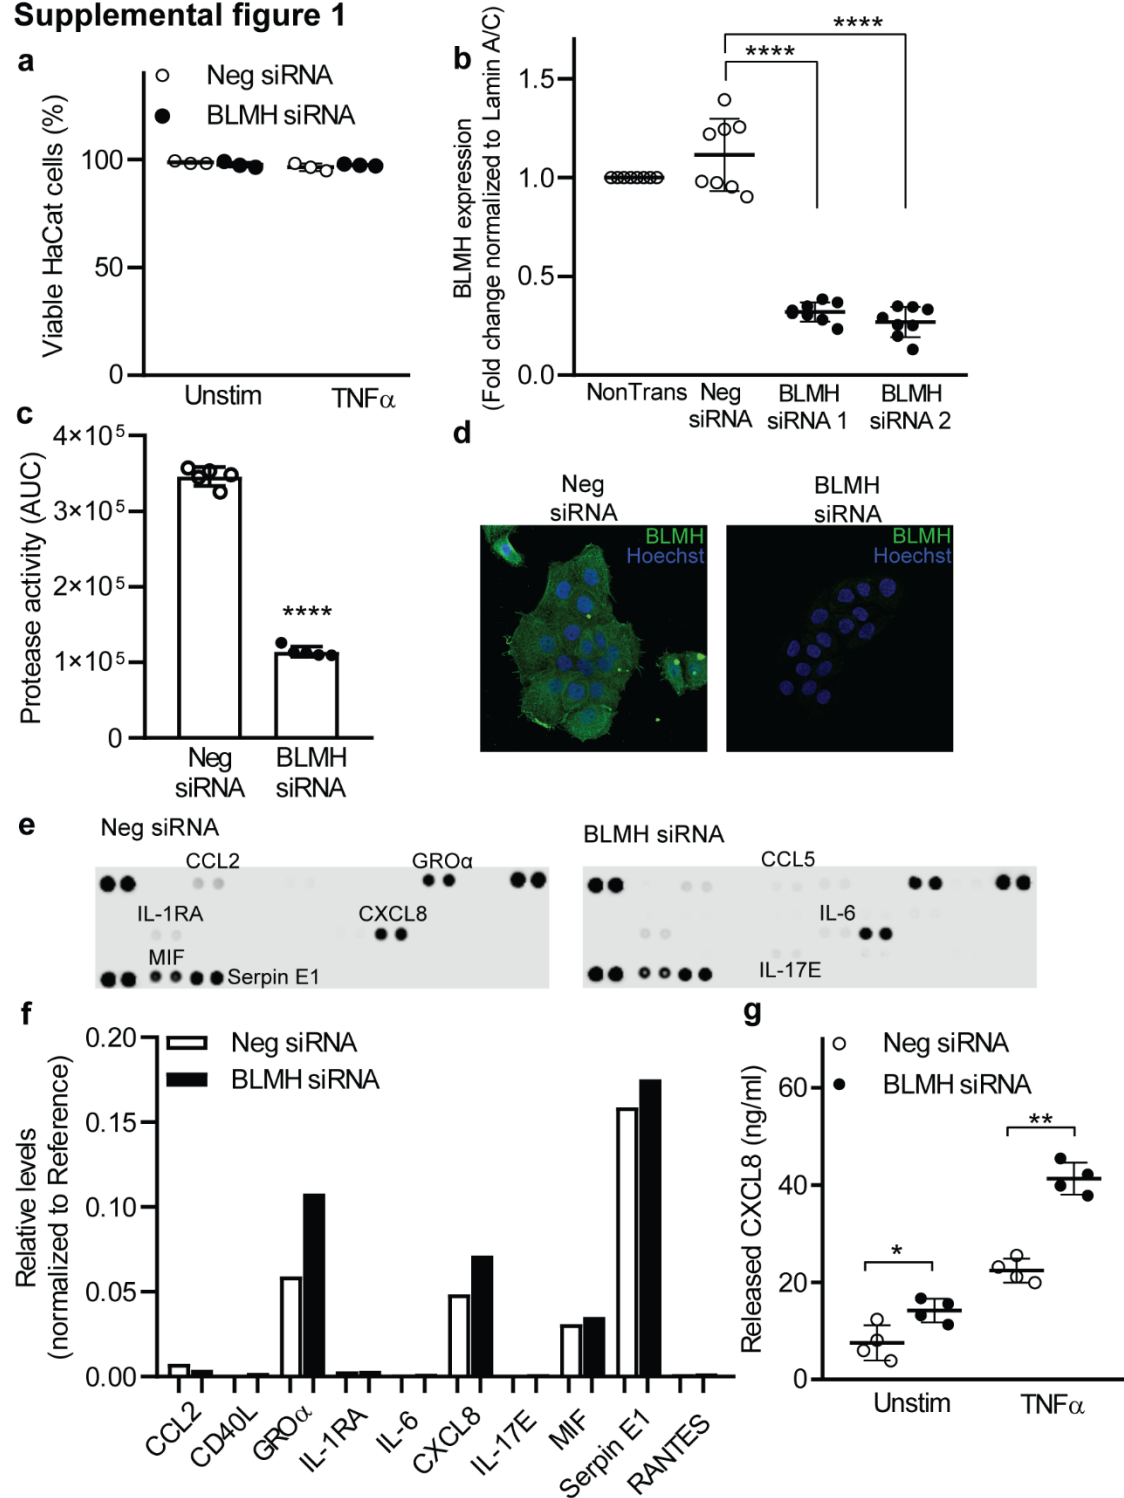 Supplemental figure 1
a
Neg siRNA
BLMH siRNA
Viable HaCat cells (%)
100
50
0
Unstim
TNFα
b
BLMH expression
(Fold change normalized to Lamin A/C)
****
****
1.5
1.0
0.5
0.0
NonTrans
Neg
siRNA
BLMH
siRNA 1
BLMH
siRNA 2
c
Protease activity (AUC)
4×10⁵
3×10⁵
2×10⁵
1×10⁵
0
****
Neg
siRNA
BLMH
siRNA
d
Neg
siRNA
BLMH
siRNA
BLMH
Hoechst
BLMH
Hoechst
e
Neg siRNA
CCL2
GROα
IL-1RA
CXCL8
MIF
Serpin E1
BLMH siRNA
CCL5
IL-6
IL-17E
f
Neg siRNA
BLMH siRNA
Relative levels
(normalized to Reference)
0.20
0.15
0.10
0.05
0.00
CCL2
CD40L
GROα
IL-1RA
IL-6
CXCL8
IL-17E
MIF
Serpin E1
RANTES
g
Neg siRNA
BLMH siRNA
Released CXCL8 (ng/ml)
60
40
20
0
*
**
Unstim
TNFα